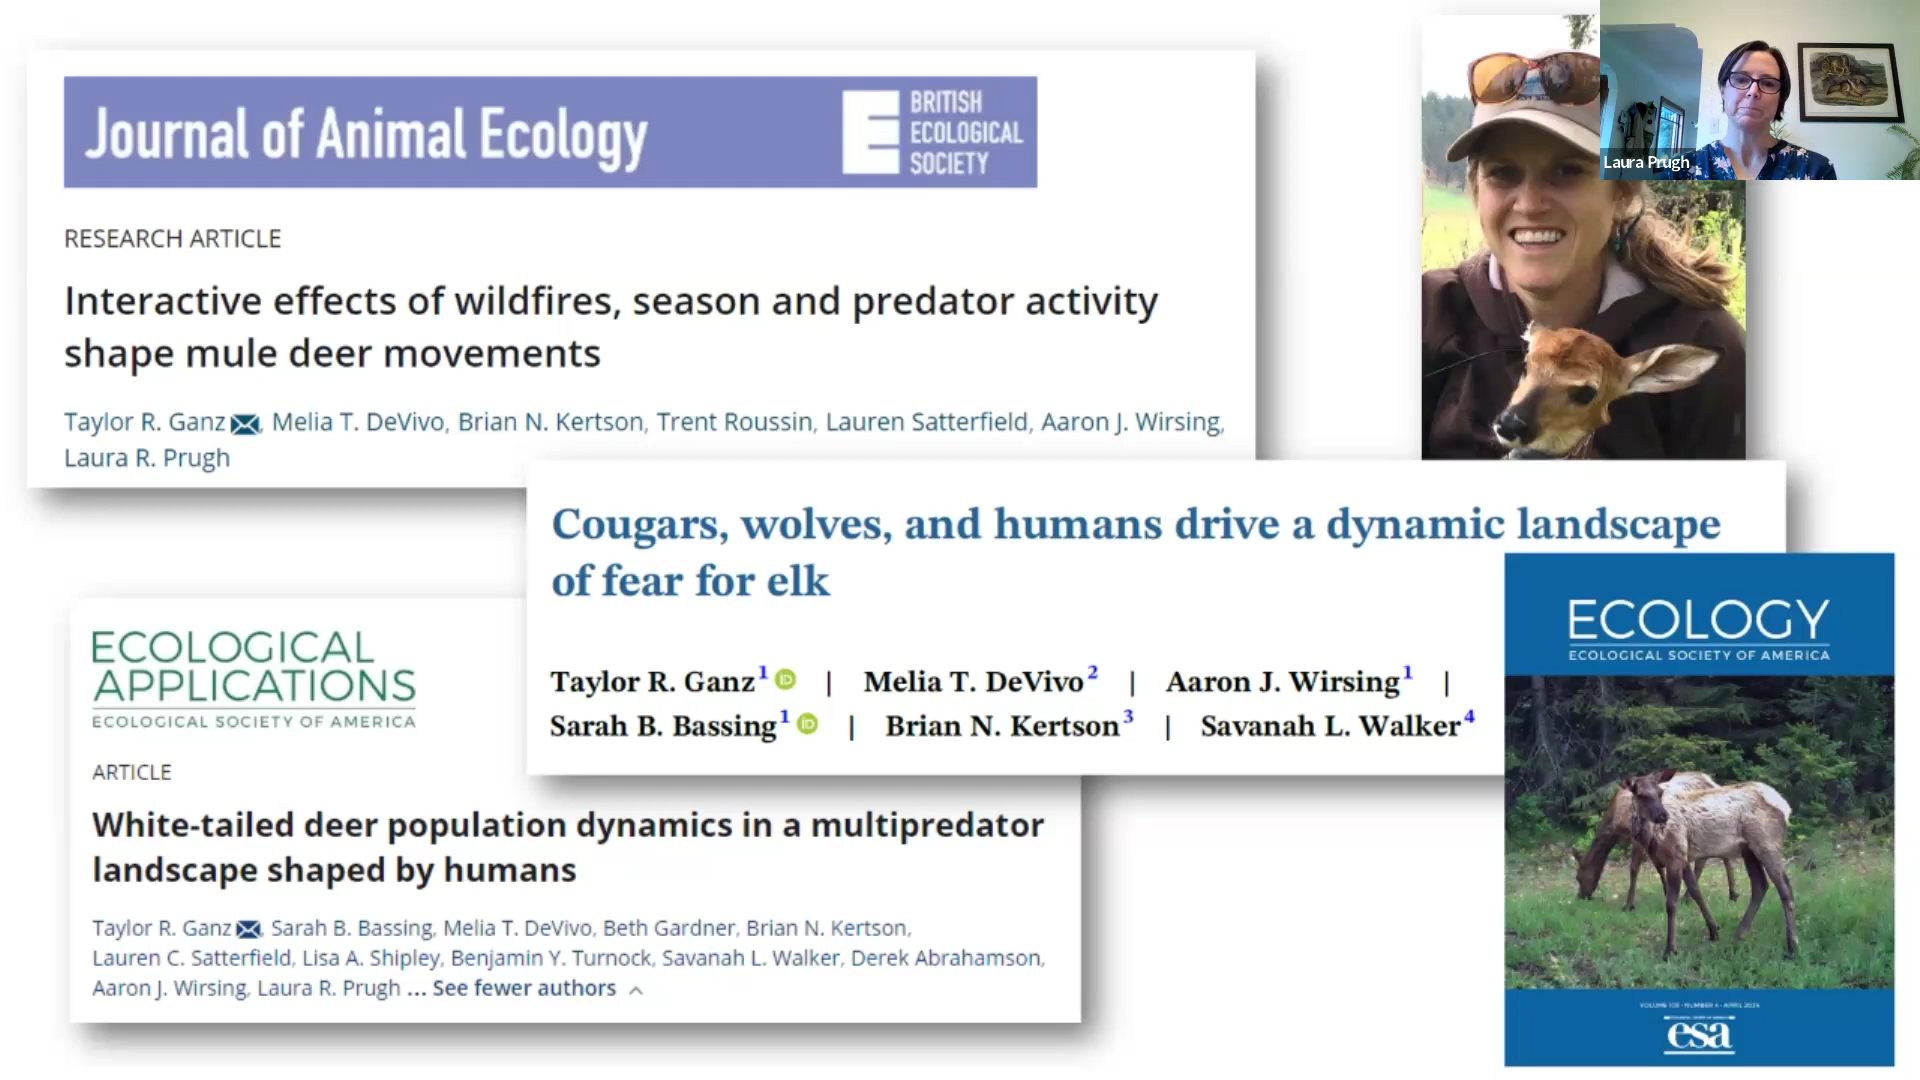 Journal of Animal Ecology
BRITISH
ECOLOGICAL
SOCIETY
RESEARCH ARTICLE
Interactive effects of wildfires, season and predator activity
shape mule deer movements
Taylor R. Ganz, Melia T. DeVivo, Brian N. Kertson, Trent Roussin, Lauren Satterfield, Aaron J. Wirsing,
Laura R. Prugh
Laura Prugh
Cougars, wolves, and humans drive a dynamic landscape
of fear for elk
Taylor R. Ganz1 iD | Melia T. DeVivo2 | Aaron J. Wirsing1 |
Sarah B. Bassing1 iD | Brian N. Kertson3 | Savanah L. Walker4
ECOLOGICAL
APPLICATIONS
ECOLOGICAL SOCIETY OF AMERICA
ARTICLE
White-tailed deer population dynamics in a multipredator
landscape shaped by humans
Taylor R. Ganz, Sarah B. Bassing, Melia T. DeVivo, Beth Gardner, Brian N. Kertson,
Lauren C. Satterfield, Lisa A. Shipley, Benjamin Y. Turnock, Savanah L. Walker, Derek Abrahamson,
Aaron J. Wirsing, Laura R. Prugh ... See fewer authors
ECOLOGY
ECOLOGICAL SOCIETY OF AMERICA
esa